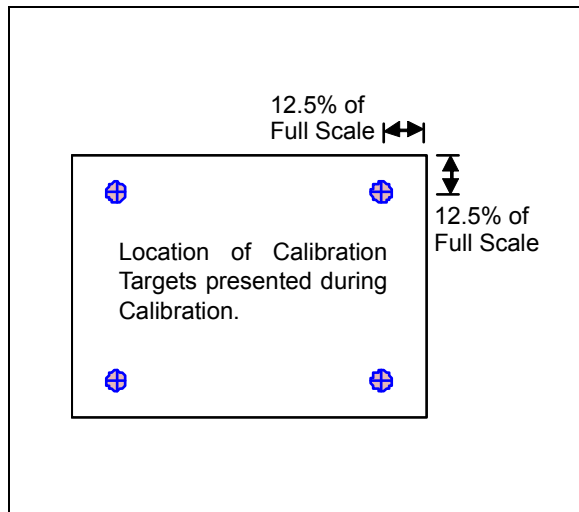 12.5% of
Full Scale
12.5% of
Full Scale
Location of Calibration
Targets presented during
Calibration.